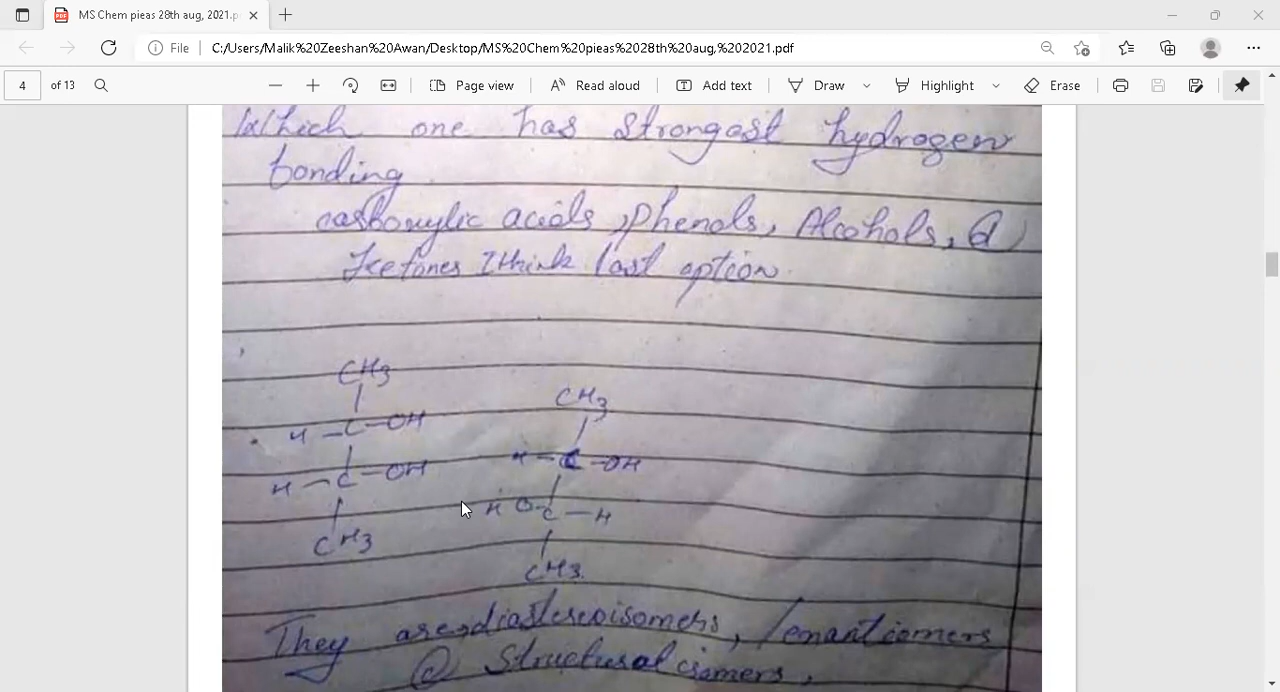 MS Chem pieas 28th aug, 2021.p
File
C:/Users/Malik%20Zeeshan%20Awan/Desktop/MS%20Chem%20pieas%2028th%20aug,%202021.pdf
4 of 13
Page view
Read aloud
Add text
Draw
Highlight
Erase
Which one has strongest hydrogen
bonding
carboxylic acids, Phenols, Alcohols, d
Ketones I think last option.
CH3
H-C-OH
H-C-OH
CH3
CH3
H-C-OH
HO-C-H
CH3
They are diastereoisomers, /enantiomers
@ Structural isomers,